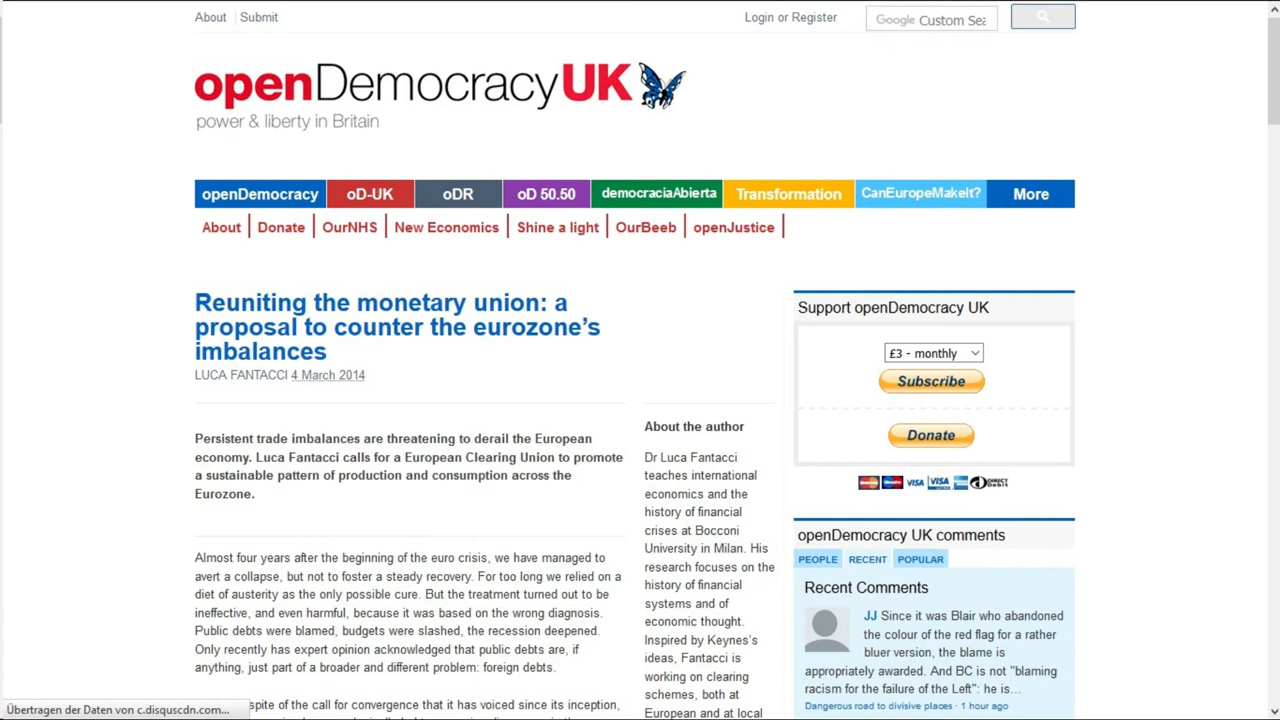 About
Submit
Login or Register
Google Custom Sea
openDemocracyUK
power & liberty in Britain
openDemocracy
oD-UK
oDR
oD 50.50
democraciaAbierta
Transformation
CanEuropeMakeIt?
More
About
Donate
OurNHS
New Economics
Shine a light
OurBeeb
openJustice
Reuniting the monetary union: a
proposal to counter the eurozone's
imbalances
LUCA FANTACCI 4 March 2014
Persistent trade imbalances are threatening to derail the European
economy. Luca Fantacci calls for a European Clearing Union to promote
a sustainable pattern of production and consumption across the
Eurozone.
Almost four years after the beginning of the euro crisis, we have managed to
avert a collapse, but not to foster a steady recovery. For too long we relied on a
diet of austerity as the only possible cure. But the treatment turned out to be
ineffective, and even harmful, because it was based on the wrong diagnosis.
Public debts were blamed, budgets were slashed, the recession deepened.
Only recently has expert opinion acknowledged that public debts are, if
anything, just part of a broader and different problem: foreign debts.
spite of the call for convergence that it has voiced since its inception,
About the author
Dr Luca Fantacci
teaches international
economics and the
history of financial
crises at Bocconi
University in Milan. His
research focuses on the
history of financial
systems and of
economic thought.
Inspired by Keynes's
ideas, Fantacci is
working on clearing
schemes, both at
European and at local
Support openDemocracy UK
£3 - monthly
Subscribe
Donate
VISA
VISA
DIRECT
Debit
openDemocracy UK comments
PEOPLE
RECENT
POPULAR
Recent Comments
JJ Since it was Blair who abandoned
the colour of the red flag for a rather
bluer version, the blame is
appropriately awarded. And BC is not "blaming
racism for the failure of the Left": he is...
Dangerous road to divisive places · 1 hour ago
Übertragen der Daten von c.disquscdn.com...